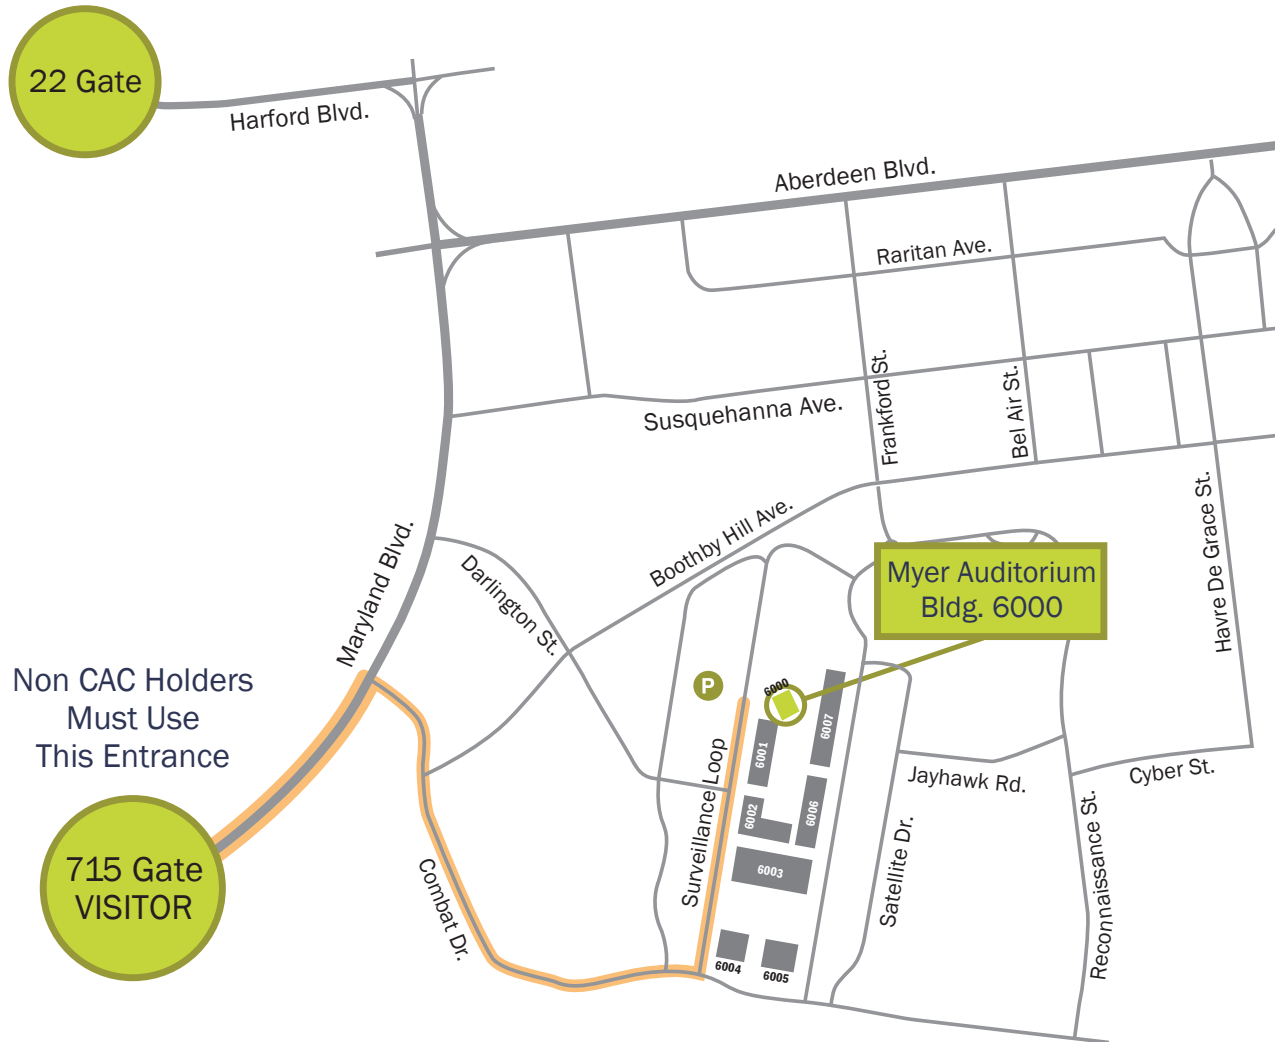 22 Gate
Harford Blvd.
Aberdeen Blvd.
Raritan Ave.
Susquehanna Ave.
Frankford St.
Bel Air St.
Havre De Grace St.
Boothby Hill Ave.
Maryland Blvd.
Darlington St.
Myer Auditorium
Bldg. 6000
Non CAC Holders
Must Use
This Entrance
P
6000
6001
6007
6002
6006
6003
6004
6005
Surveillance Loop
Jayhawk Rd.
Cyber St.
Satellite Dr.
Reconnaissance St.
Combat Dr.
715 Gate
VISITOR